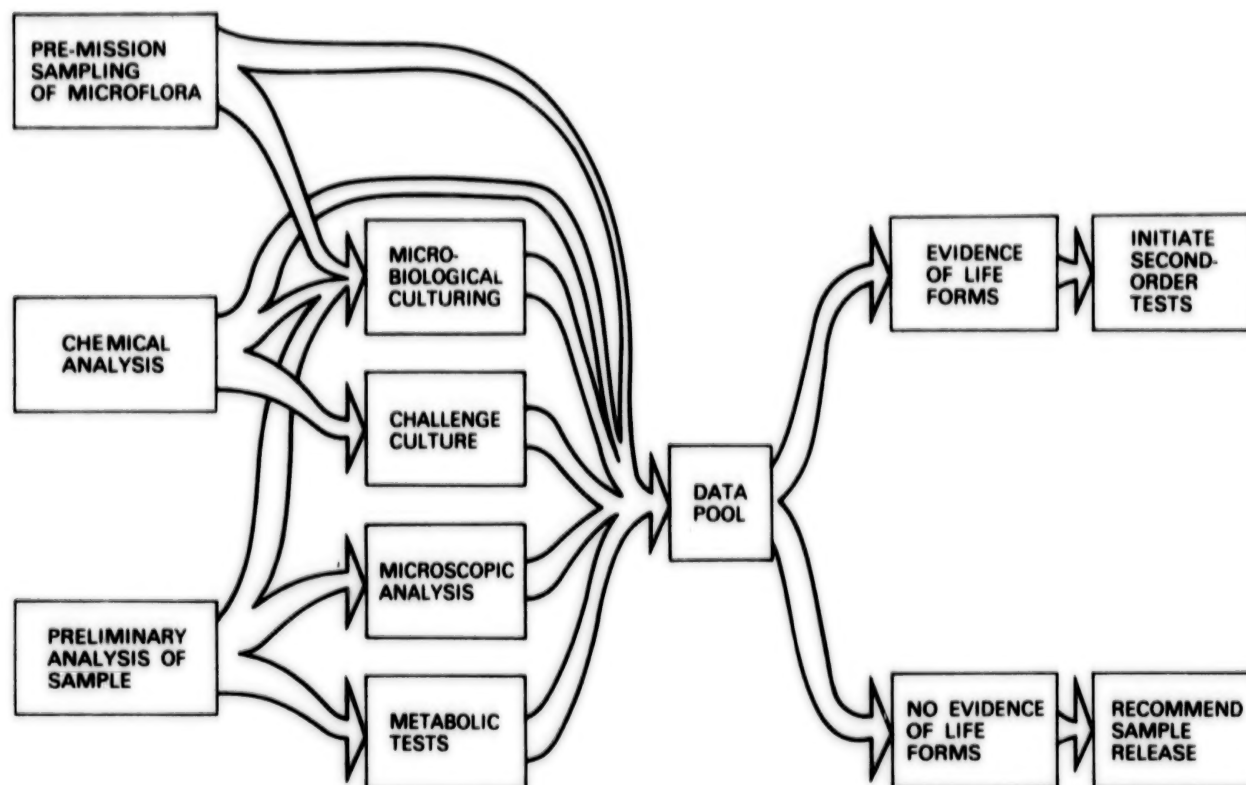 PRE-MISSION
SAMPLING
OF MICROFLORA
CHEMICAL
ANALYSIS
PRELIMINARY
ANALYSIS OF
SAMPLE
MICRO-
BIOLOGICAL
CULTURING
CHALLENGE
CULTURE
MICROSCOPIC
ANALYSIS
METABOLIC
TESTS
DATA
POOL
EVIDENCE
OF LIFE
FORMS
INITIATE
SECOND-
ORDER
TESTS
NO EVIDENCE
OF LIFE
FORMS
RECOMMEND
SAMPLE
RELEASE